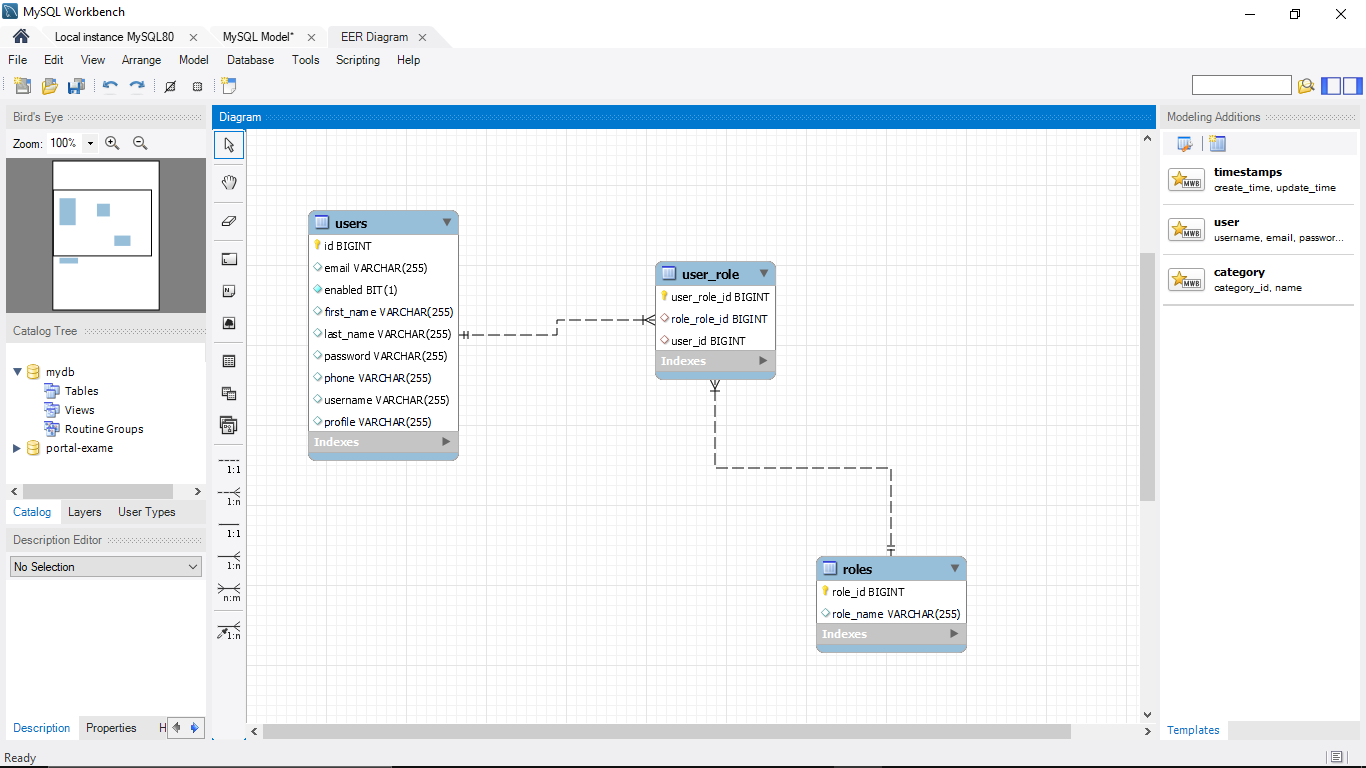 MySQL Workbench
Local instance MySQL80
MySQL Model*
EER Diagram
File Edit View Arrange Model Database Tools Scripting Help
Bird's Eye
Zoom: 100%
Catalog Tree
mydb
Tables
Views
Routine Groups
portal-exame
Catalog Layers User Types
Description Editor
No Selection
Description Properties H
Diagram
1:1
1:n
1:1
1:n
n:m
1:n
users
id BIGINT
email VARCHAR(255)
enabled BIT(1)
first_name VARCHAR(255)
last_name VARCHAR(255)
password VARCHAR(255)
phone VARCHAR(255)
username VARCHAR(255)
profile VARCHAR(255)
Indexes
user_role
user_role_id BIGINT
role_role_id BIGINT
user_id BIGINT
Indexes
roles
role_id BIGINT
role_name VARCHAR(255)
Indexes
Modeling Additions
MWB
timestamps
create_time, update_time
MWB
user
username, email, passwor...
MWB
category
category_id, name
Templates
Ready